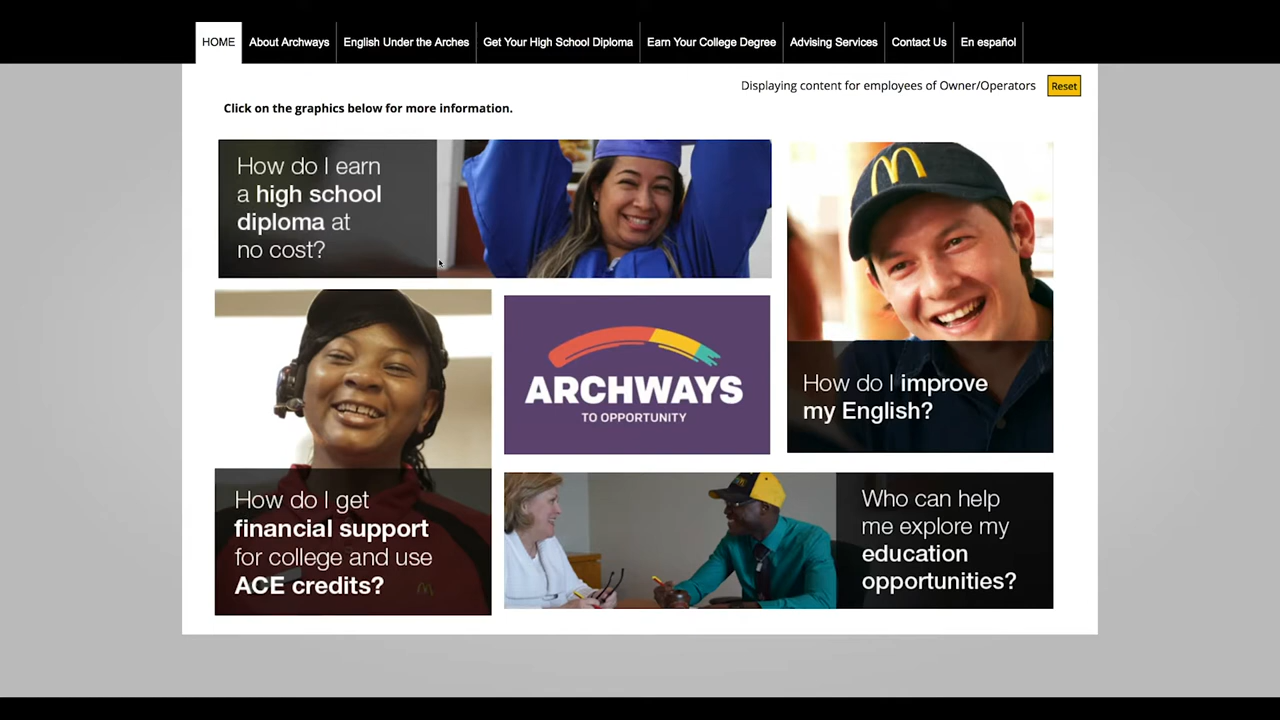 HOME About Archways English Under the Arches Get Your High School Diploma Earn Your College Degree Advising Services Contact Us En español
Displaying content for employees of Owner/Operators Reset
Click on the graphics below for more information.
How do I earn
a high school
diploma at
no cost?
How do I improve
my English?
ARCHWAYS
TO OPPORTUNITY
How do I get
financial support
for college and use
ACE credits?
Who can help
me explore my
education
opportunities?